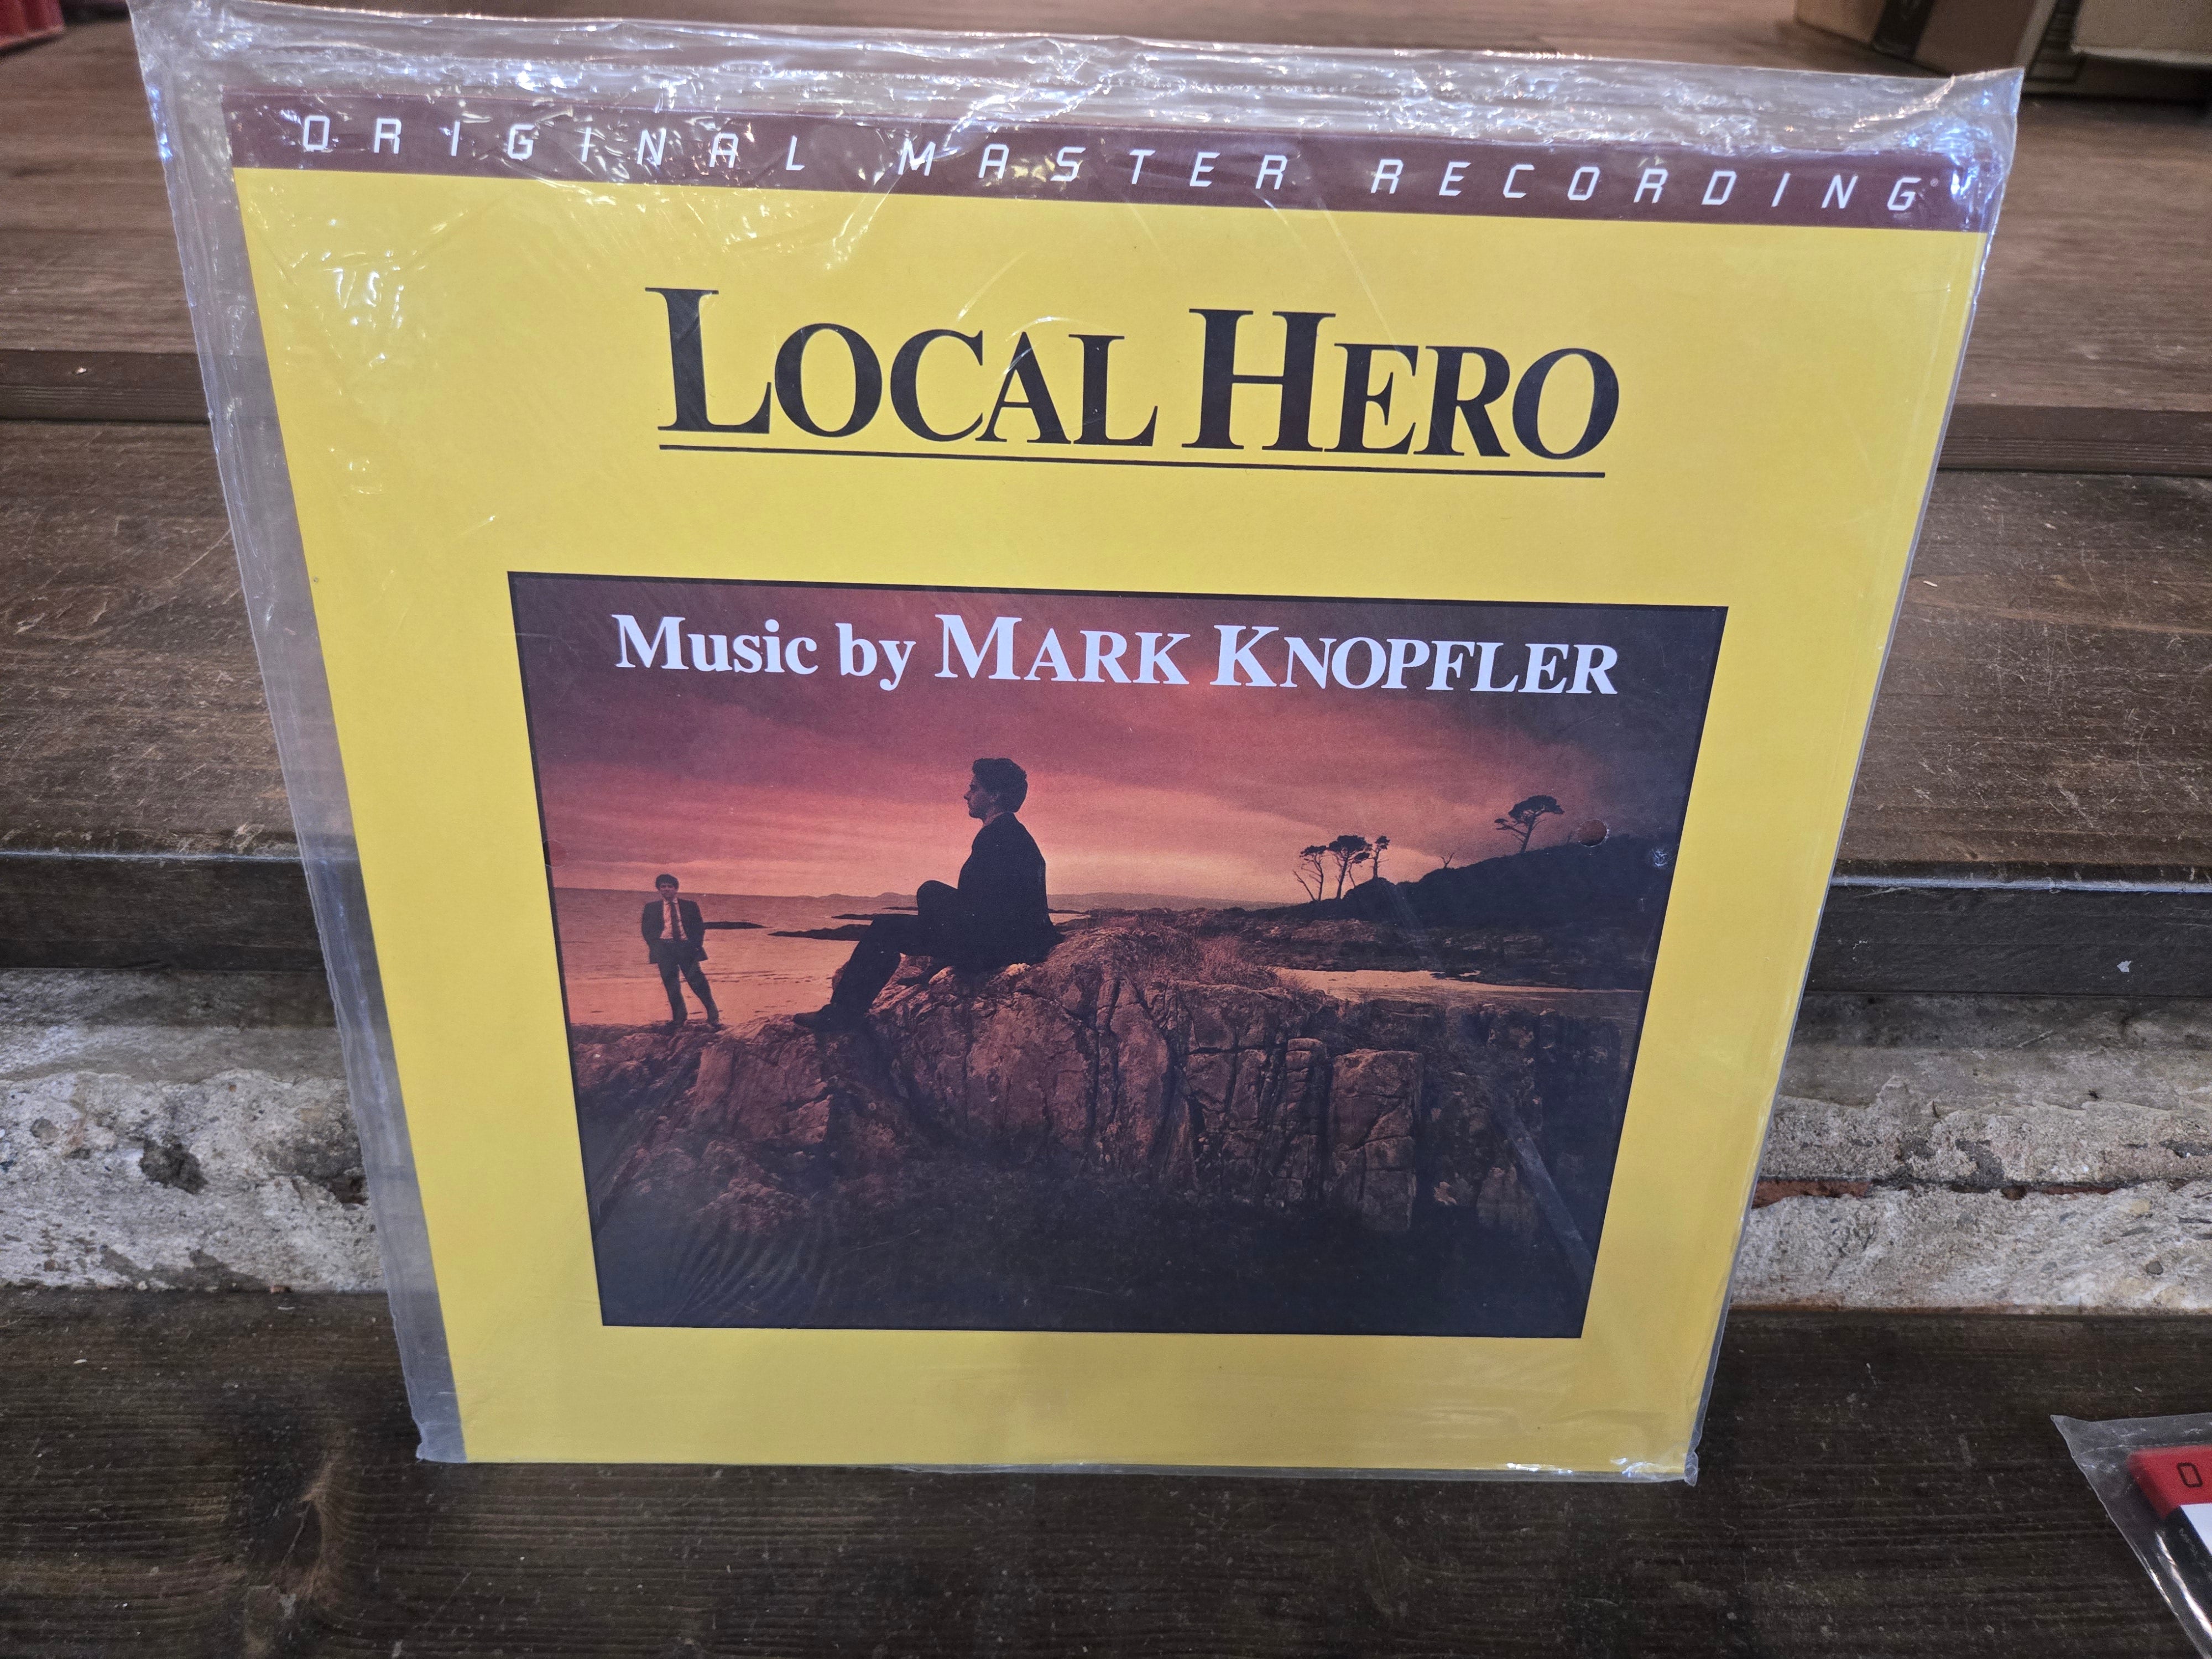 ORIGINAL MASTER RECORDING®
LOCAL HERO
Music by MARK KNOPFLER
O